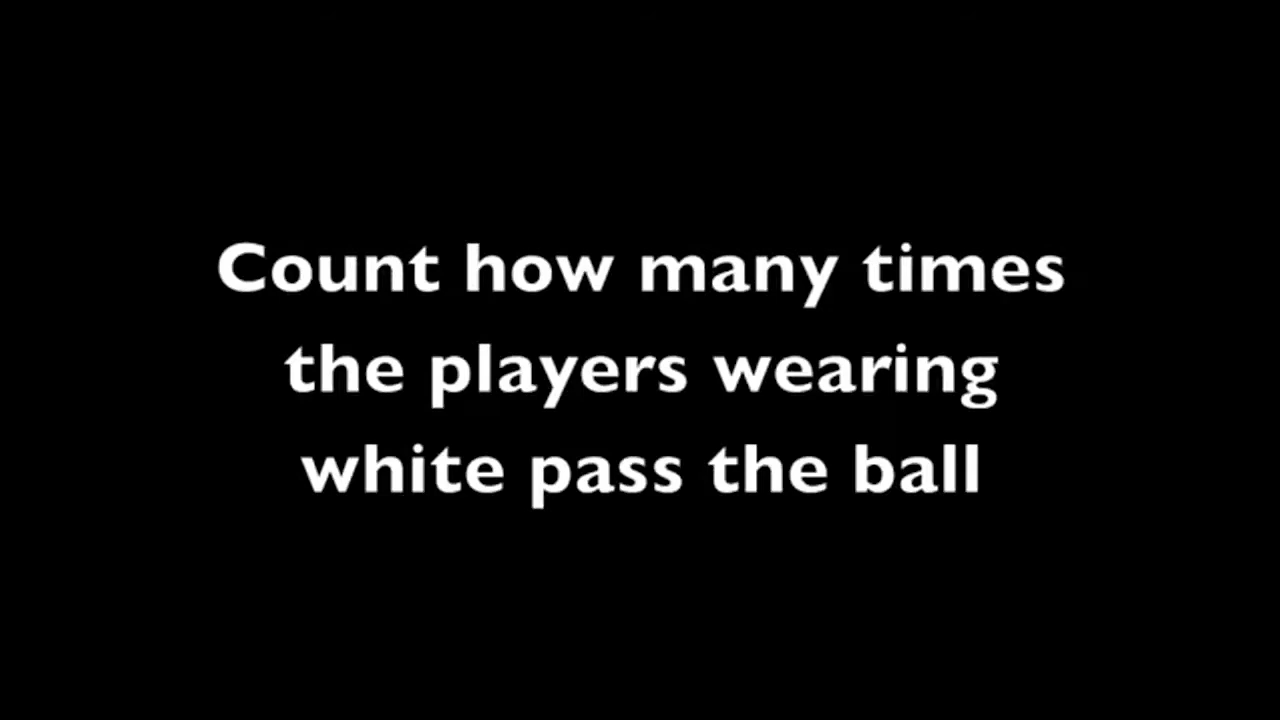 Count how many times
the players wearing
white pass the ball